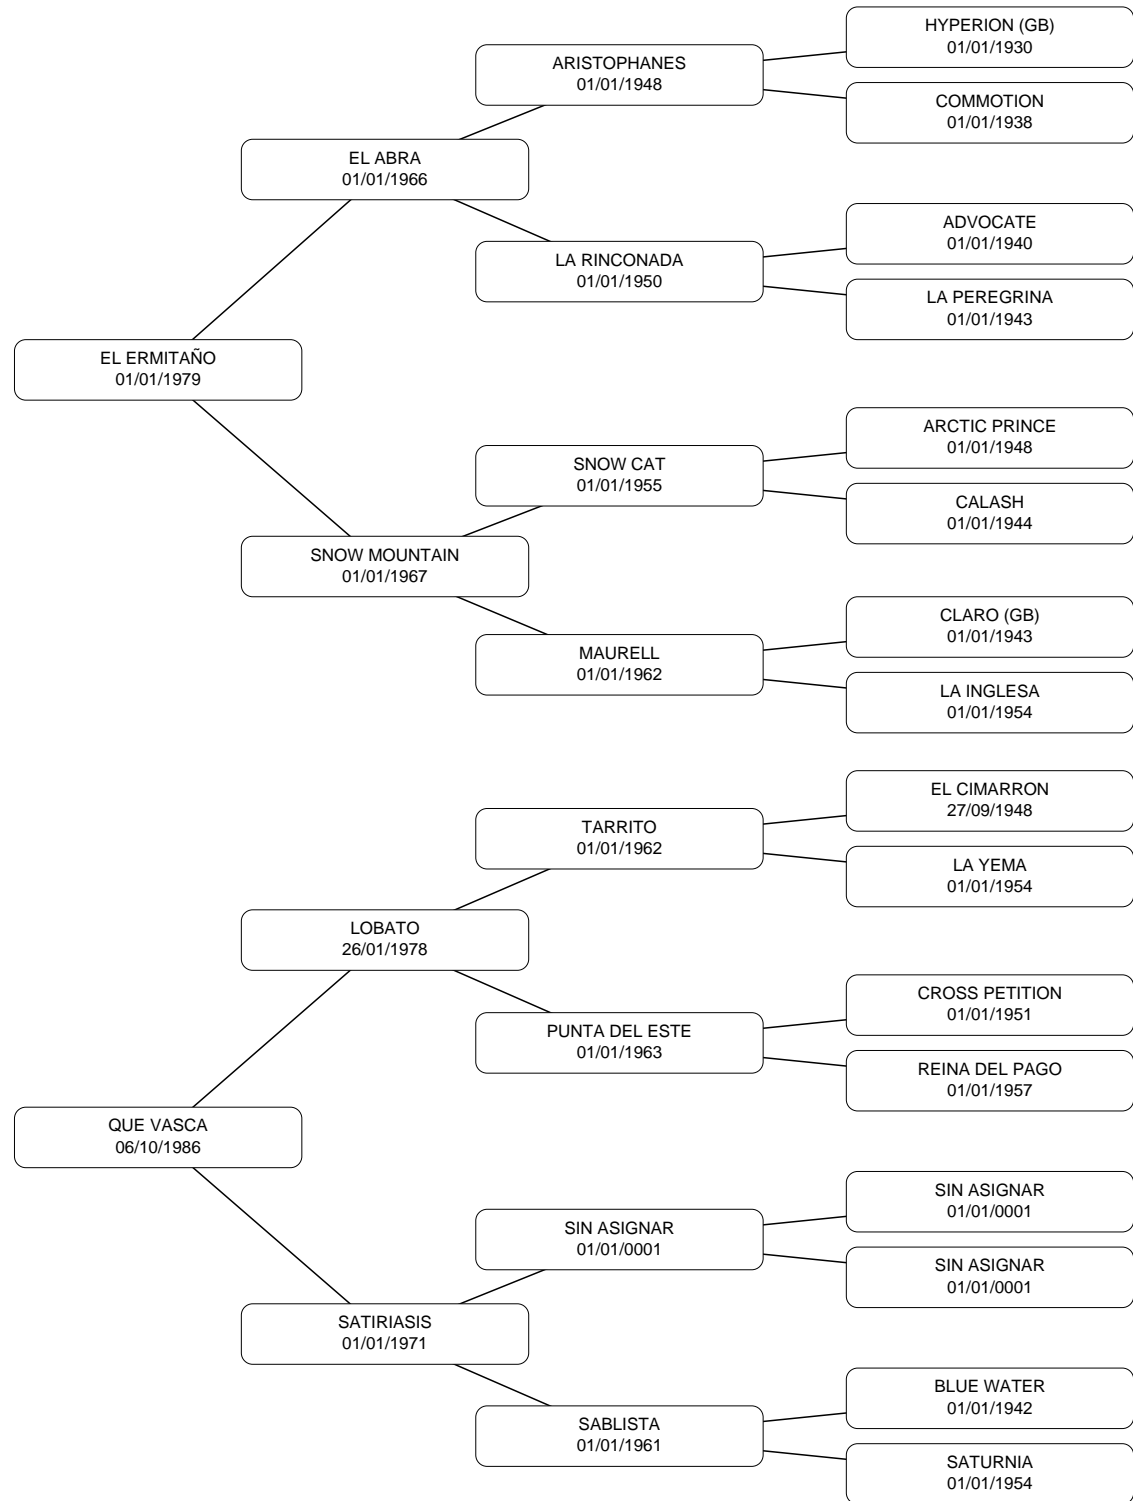 HYPERION (GB)
01/01/1930
ARISTOPHANES
01/01/1948
COMMOTION
01/01/1938
EL ABRA
01/01/1966
ADVOCATE
01/01/1940
LA RINCONADA
01/01/1950
LA PEREGRINA
01/01/1943
EL ERMITAÑO
01/01/1979
ARCTIC PRINCE
01/01/1948
SNOW CAT
01/01/1955
CALASH
01/01/1944
SNOW MOUNTAIN
01/01/1967
CLARO (GB)
01/01/1943
MAURELL
01/01/1962
LA INGLESA
01/01/1954
EL CIMARRON
27/09/1948
TARRITO
01/01/1962
LA YEMA
01/01/1954
LOBATO
26/01/1978
CROSS PETITION
01/01/1951
PUNTA DEL ESTE
01/01/1963
REINA DEL PAGO
01/01/1957
QUE VASCA
06/10/1986
SIN ASIGNAR
01/01/0001
SIN ASIGNAR
01/01/0001
SIN ASIGNAR
01/01/0001
SATIRIASIS
01/01/1971
BLUE WATER
01/01/1942
SABLISTA
01/01/1961
SATURNIA
01/01/1954